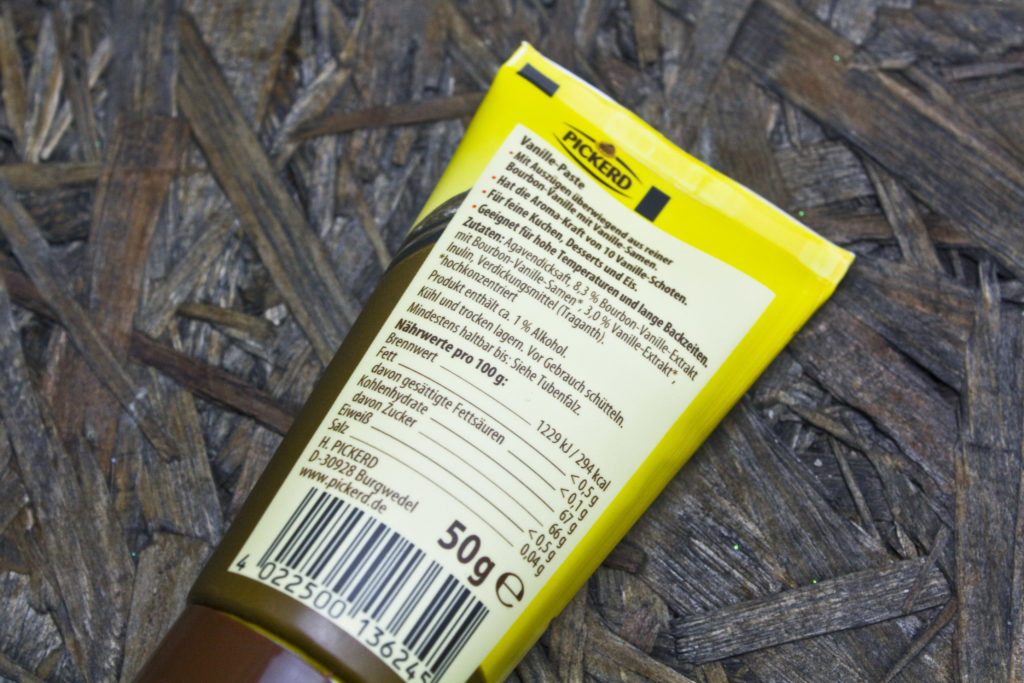 PICKERD
Vanille-Paste
• Mit Auszügen überwiegend aus reiner
Bourbon-Vanille mit Vanille-Samen.
• Hat die Aroma-Kraft von 10 Vanille-Schoten.
• Für feine Kuchen, Desserts und Eis.
• Geeignet für hohe Temperaturen und lange Backzeiten.
Zutaten: Agavendicksaft, 8,3 % Bourbon-Vanille-Extrakt
mit Bourbon-Vanille-Samen*, 3,0 % Vanille-Extrakt*,
Inulin, Verdickungsmittel (Traganth).
*hochkonzentriert
Produkt enthält ca. 1 % Alkohol.
Kühl und trocken lagern. Vor Gebrauch schütteln.
Mindestens haltbar bis: Siehe Tubenfalz.
Nährwerte pro 100 g:
Brennwert 1229 kJ / 294 kcal
Fett < 0,5 g
davon gesättigte Fettsäuren < 0,1 g
Kohlenhydrate 67 g
davon Zucker 66 g
Eiweiß < 0,5 g
Salz 0,04 g
H. PICKERD
D-30928 Burgwedel
www.pickerd.de
50g e
4 022500 136245